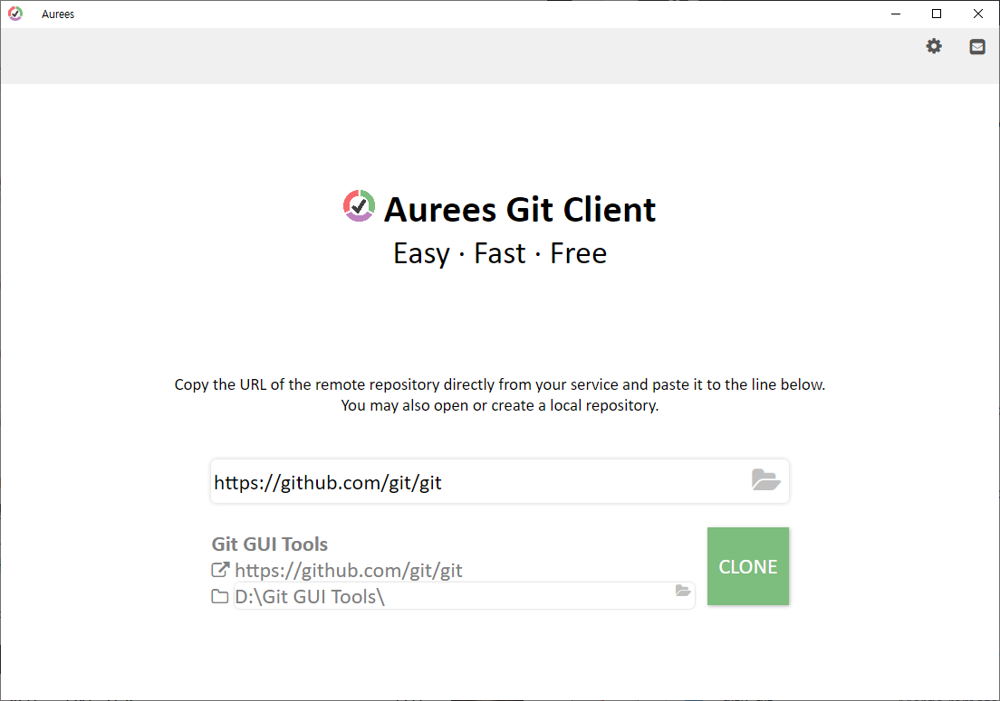 Aurees
Aurees Git Client
Easy · Fast · Free
Copy the URL of the remote repository directly from your service and paste it to the line below.
You may also open or create a local repository.
https://github.com/git/git
Git GUI Tools
https://github.com/git/git
D:\Git GUI Tools\
CLONE